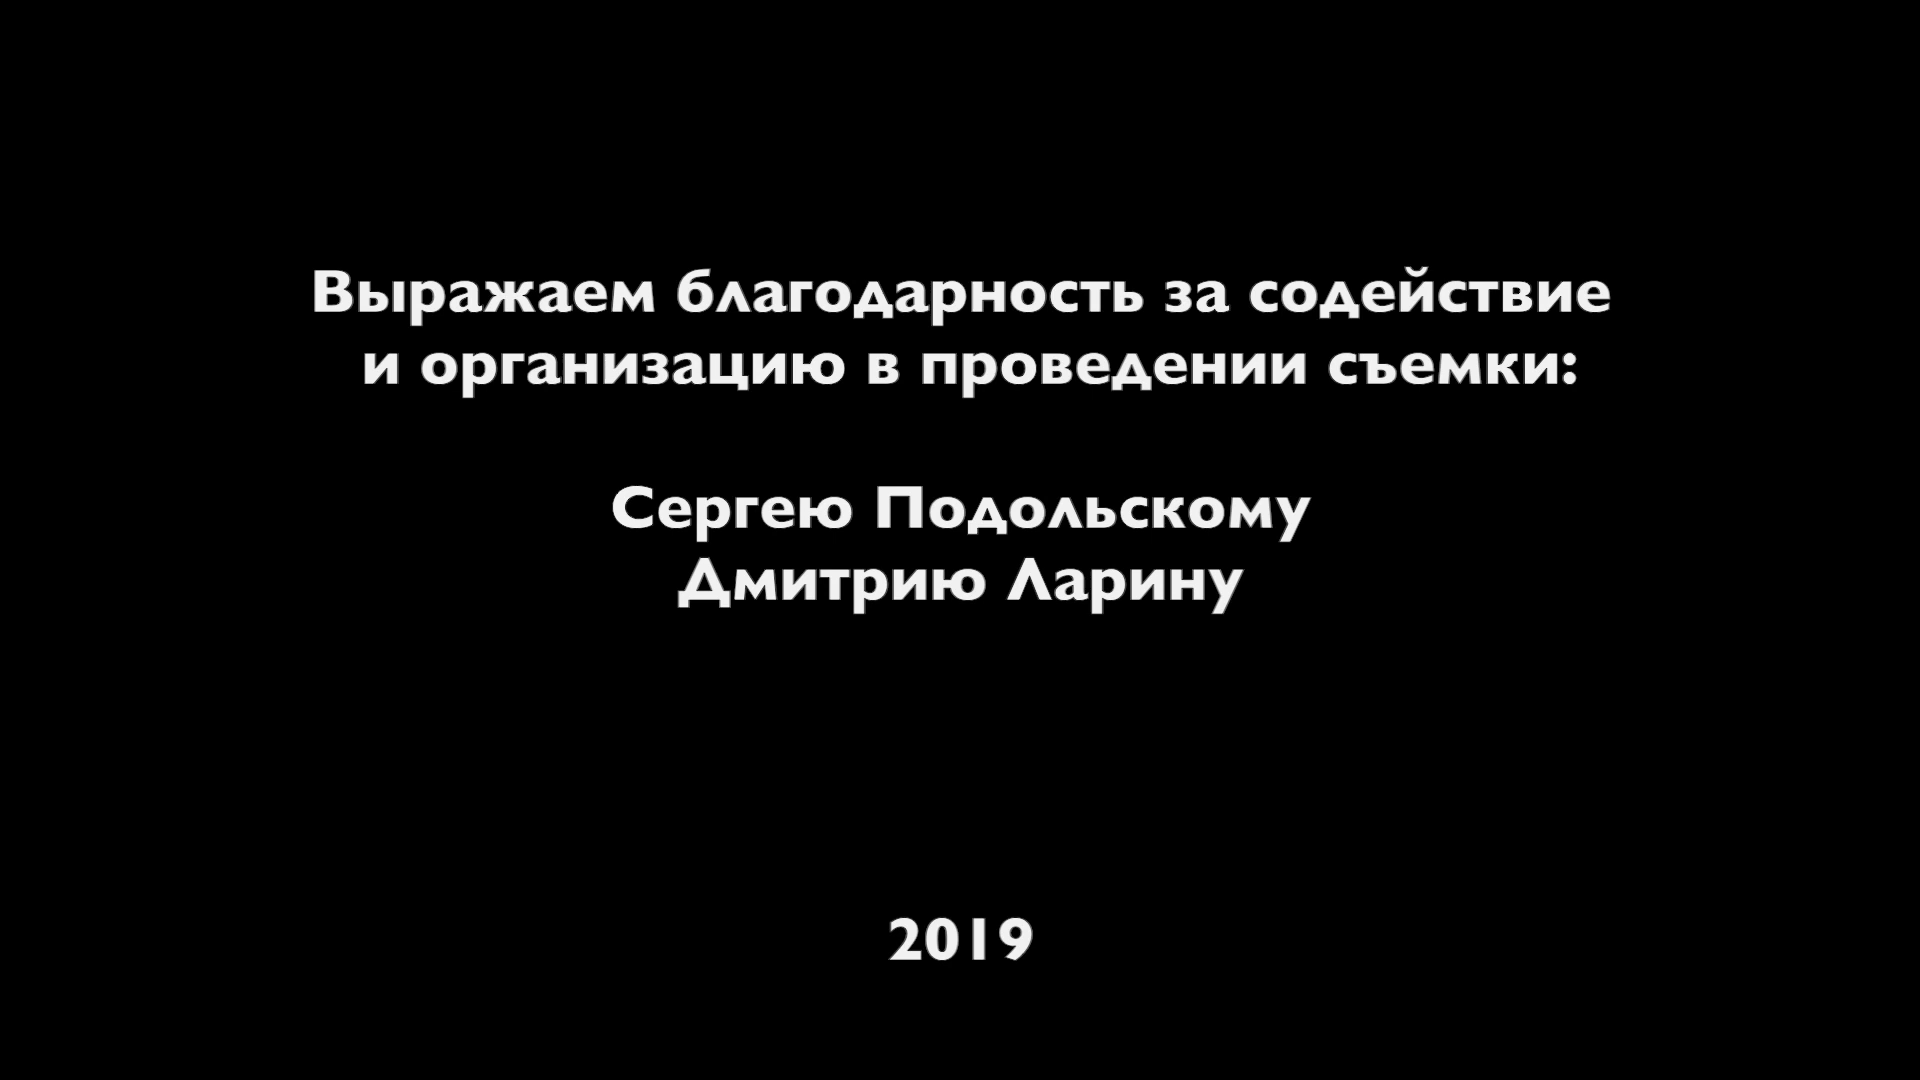 Выражаем благодарность за содействие
и организацию в проведении съемки:
Сергею Подольскому
Дмитрию Ларину
2019